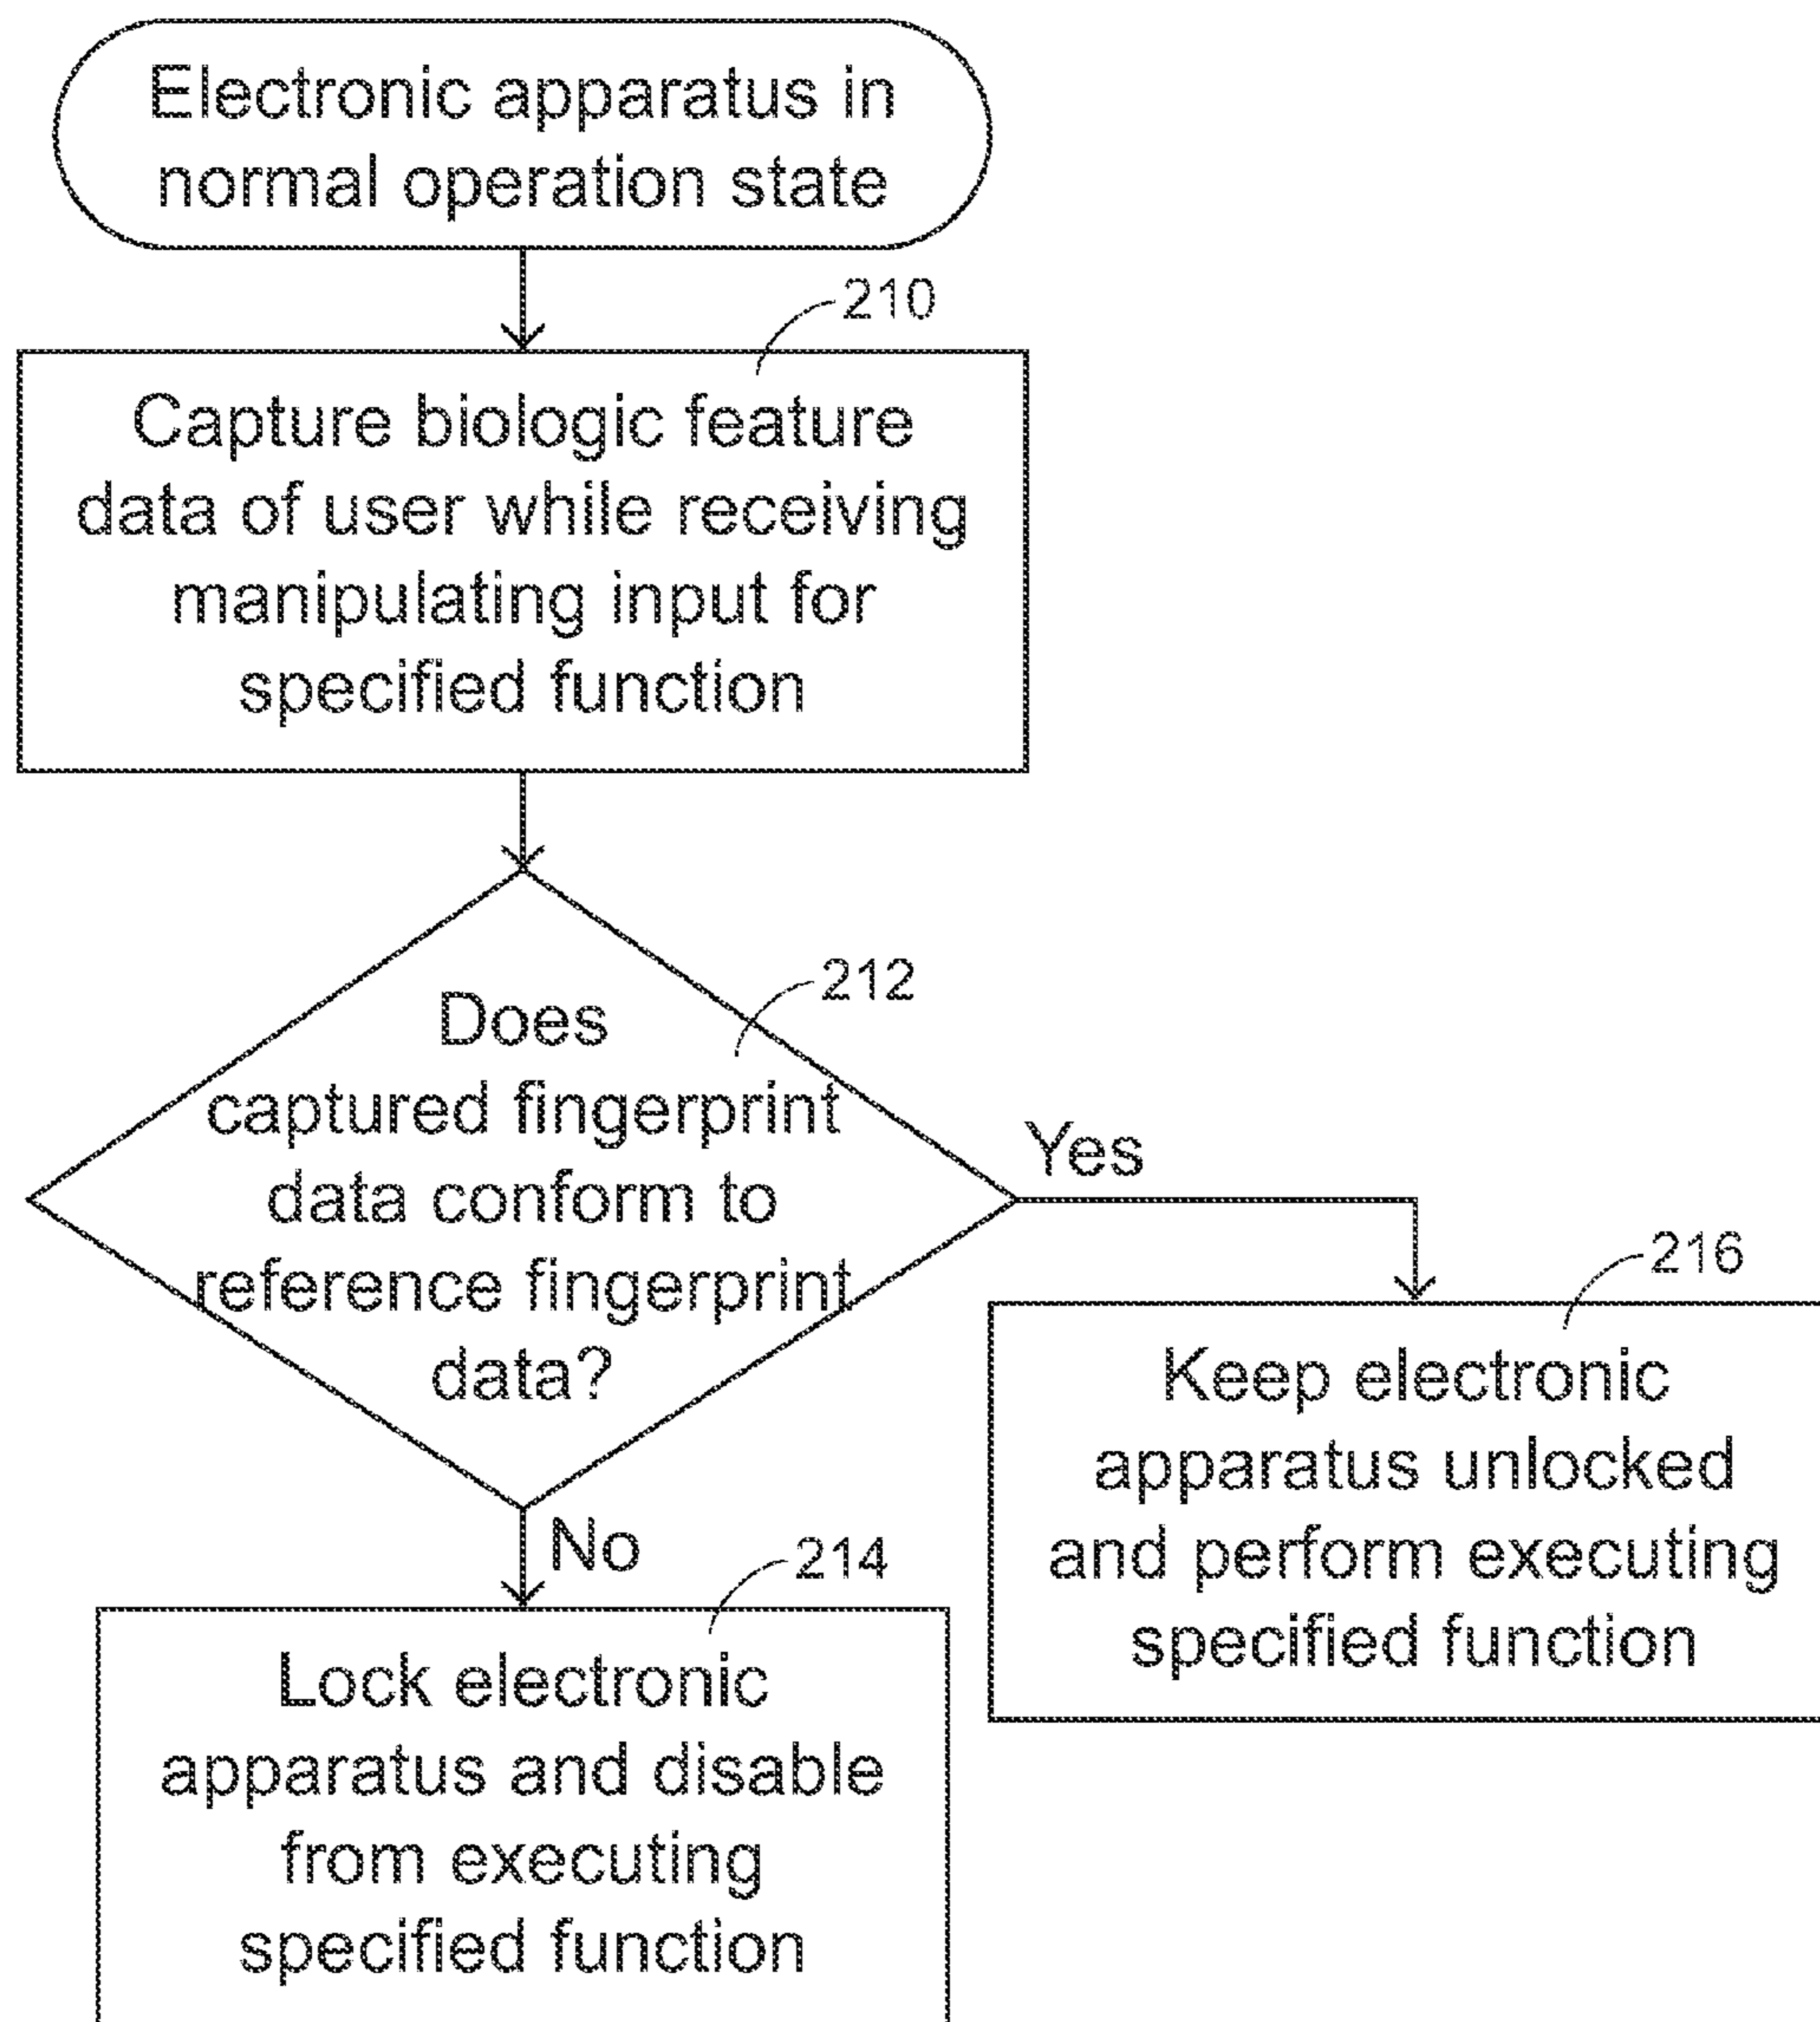 Electronic apparatus in
normal operation state
210
Capture biologic feature
data of user while receiving
manipulating input for
specified function
212
Does
captured fingerprint
data conform to
reference fingerprint
data?
Yes
216
Keep electronic
apparatus unlocked
and perform executing
specified function
No
214
Lock electronic
apparatus and disable
from executing
specified function